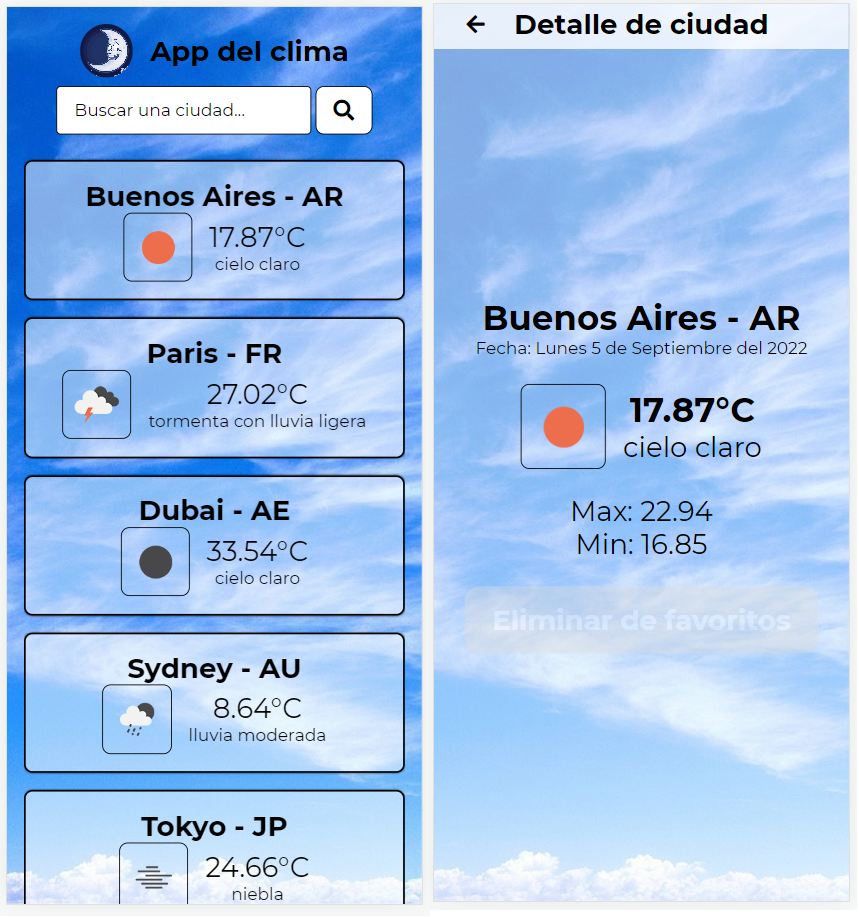 App del clima
Buscar una ciudad...
Buenos Aires - AR
17.87°C
cielo claro
Paris - FR
27.02°C
tormenta con lluvia ligera
Dubai - AE
33.54°C
cielo claro
Sydney - AU
8.64°C
lluvia moderada
Tokyo - JP
24.66°C
niebla
Detalle de ciudad
Buenos Aires - AR
Fecha: Lunes 5 de Septiembre del 2022
17.87°C
cielo claro
Max: 22.94
Min: 16.85
Eliminar de favoritos